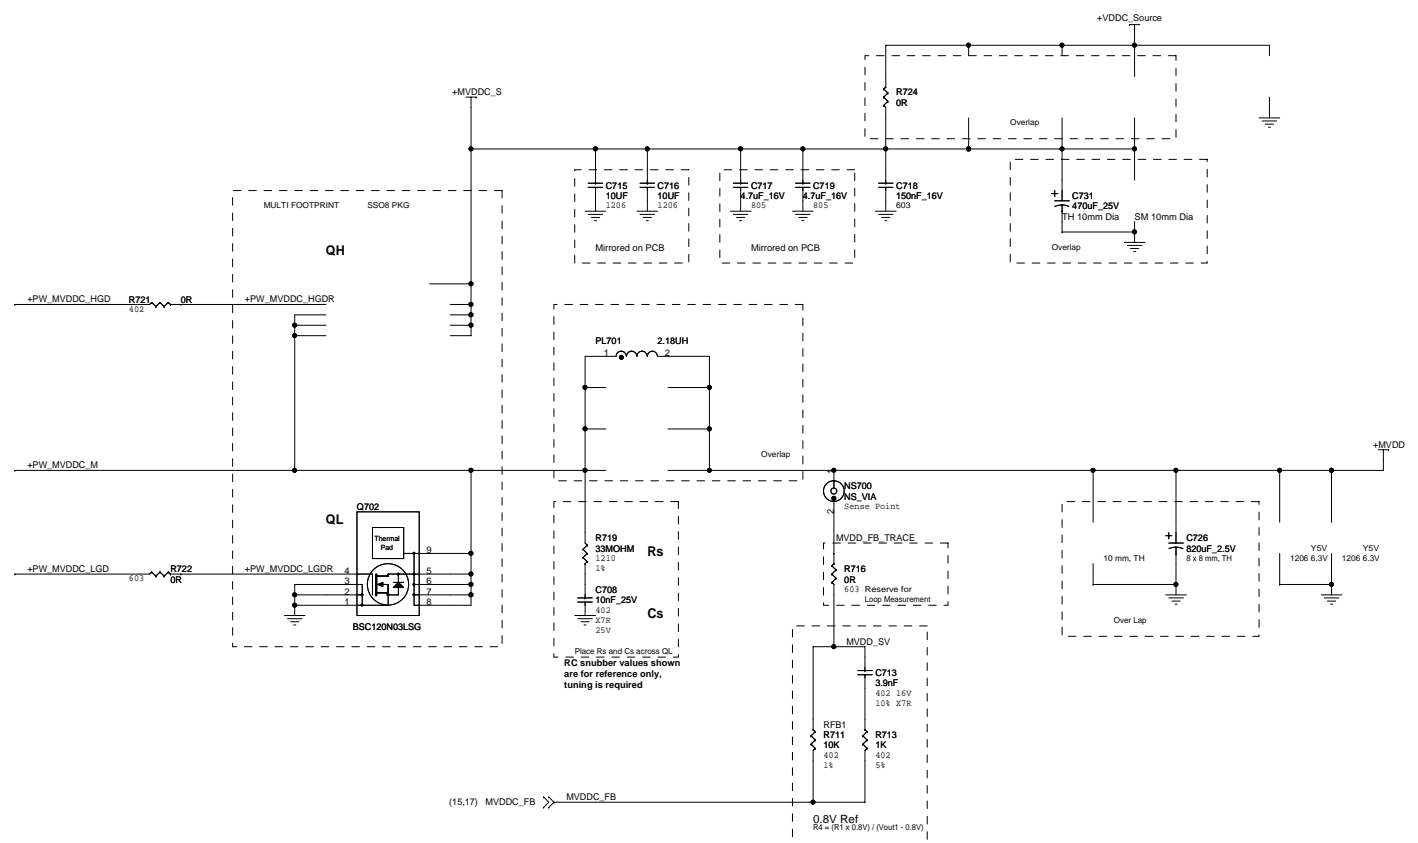 +VDDC_Source
+MVDDC_S
R724
0R
Overlap
C715
10UF
1206
C716
10UF
1206
Mirrored on PCB
C717
4.7uF_16V
805
C719
4.7uF_16V
805
Mirrored on PCB
C718
150nF_16V
603
+
C731
470uF_25V
TH 10mm Dia
SM 10mm Dia
Overlap
MULTI FOOTPRINT
SSO8 PKG
QH
+PW_MVDDC_HGD
R721
402
0R
+PW_MVDDC_HGDR
PL701
2.18UH
1
2
Overlap
+PW_MVDDC_M
+MVDD
QL
Q702
Thermal
Pad
9
4
3
2
1
5
6
7
8
BSC120N03LSG
+PW_MVDDC_LGD
603
R722
0R
+PW_MVDDC_LGDR
R719
33MOHM
1210
1%
Rs
C708
10nF_25V
402
X7R
25V
Cs
Place Rs and Cs across QL
RC snubber values shown
are for reference only,
tuning is required
NS700
NS_VIA
Sense Point
2
MVDD_FB_TRACE
R716
0R
603
Reserve for
Loop Measurement
MVDD_SV
C713
3.9nF
402 16V
10% X7R
RFB1
R711
10K
402
1%
R713
1K
402
5%
(15,17)
MVDDC_FB
MVDDC_FB
0.8V Ref
R4 = (R1 x 0.8V) / (Vout1 - 0.8V)
10 mm, TH
+
C726
820uF_2.5V
8 x 8 mm, TH
Over Lap
Y5V
1206 6.3V
Y5V
1206 6.3V